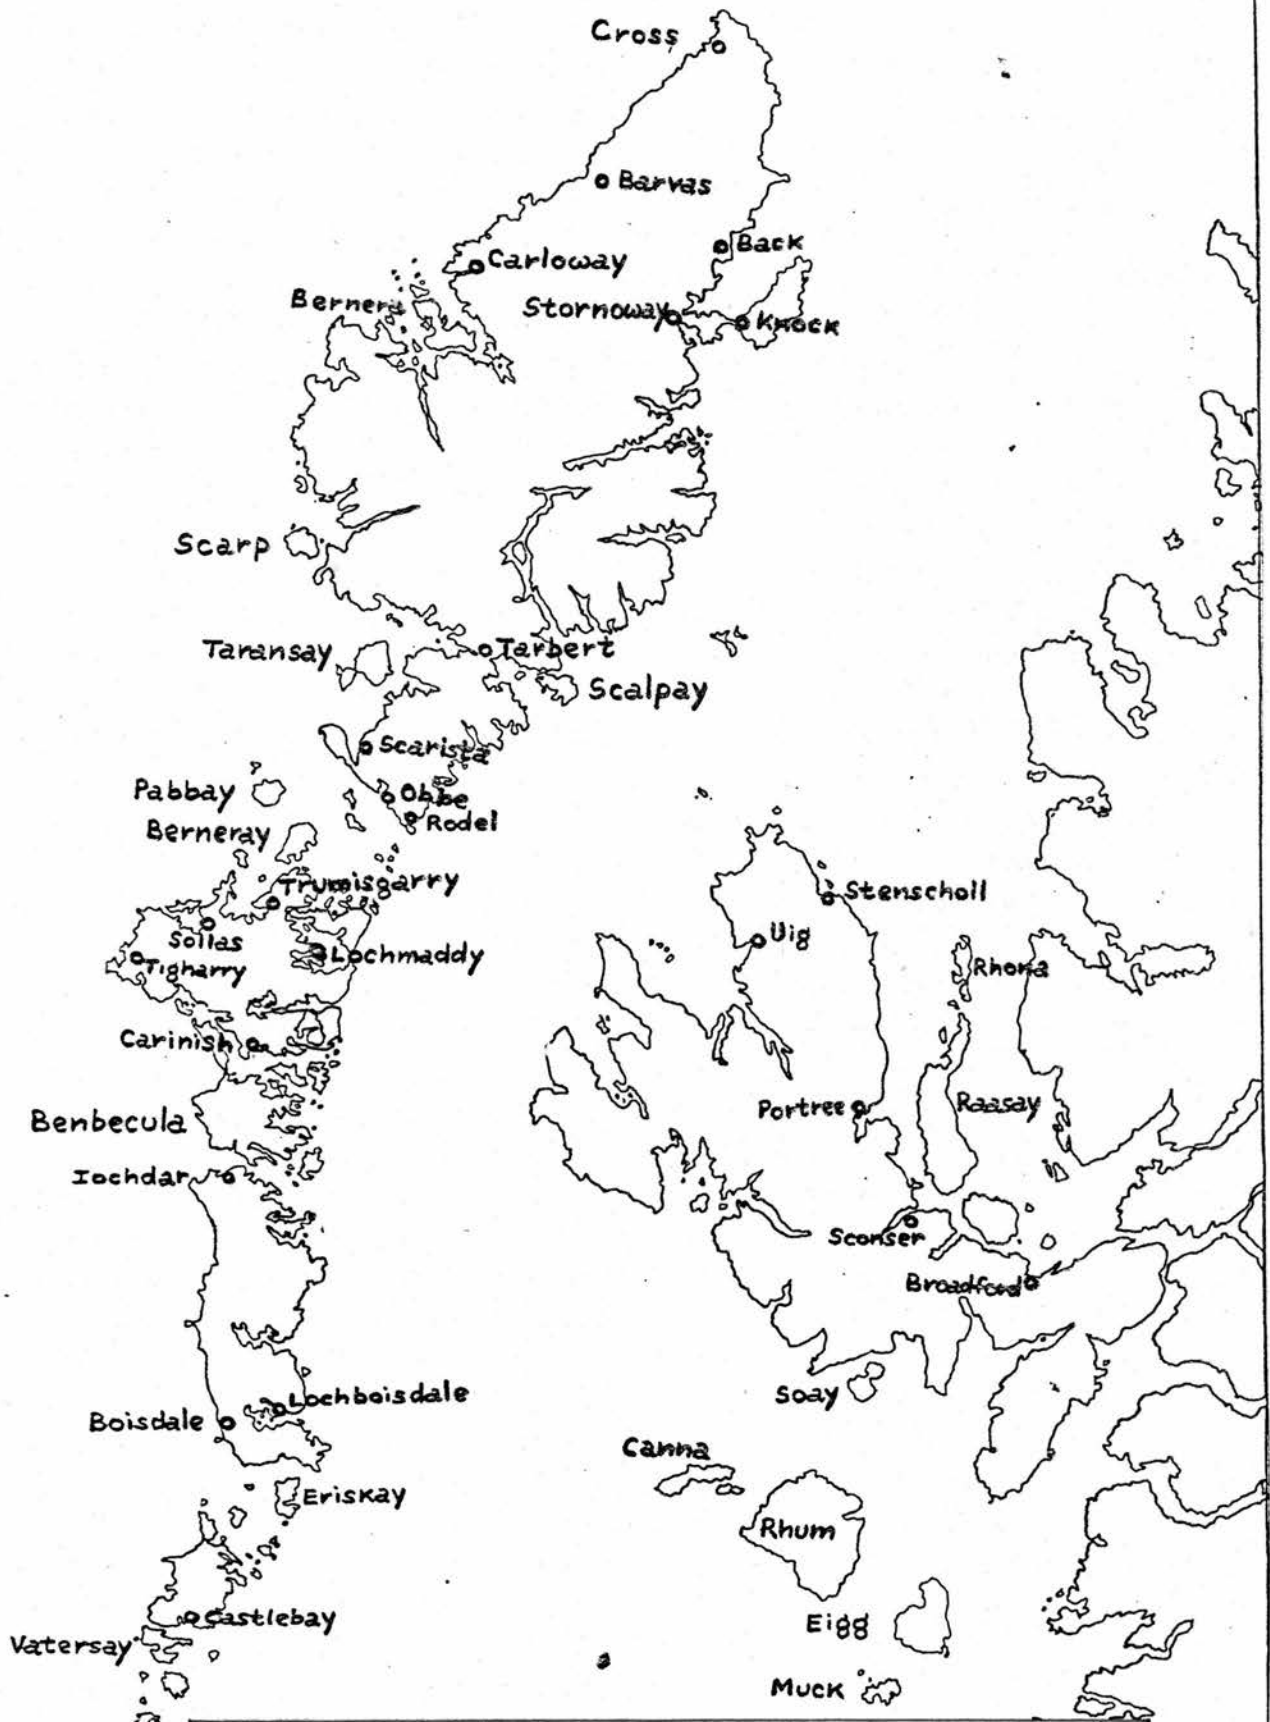 Cross
Barvas
Back
Carloway
Bernera
Stornoway
Knock
Scarp
Taransay
Tarbert
Scalpay
Scarista
Pabbay
Obbe
Rodel
Berneray
Trumisgarry
Stenscholl
Sollas
Uig
Lochmaddy
Tigharry
Rhona
Carinish
Portree
Raasay
Benbecula
Iochdar
Sconser
Broadford
Soay
Lochboisdale
Boisdale
Canna
Eriskay
Rhum
Castlebay
Eigg
Vatersay
Muck